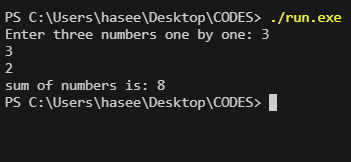 PS C:\Users\hasee\Desktop\CODES> ./run.exe
Enter three numbers one by one: 3
3
2
sum of numbers is: 8
PS C:\Users\hasee\Desktop\CODES>